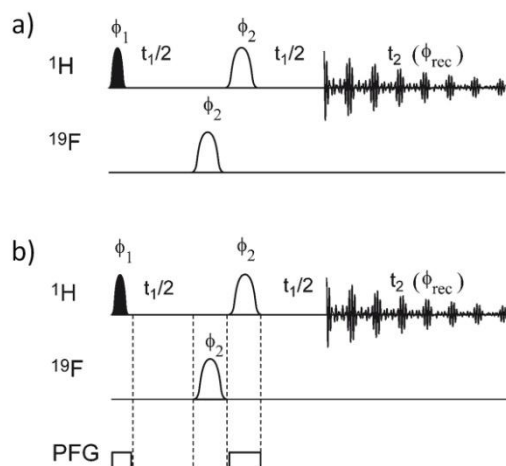 a)
ϕ₁ ϕ₂
¹H t₁/2 t₁/2 t₂ (ϕrec)
ϕ₂
¹⁹F
b)
ϕ₁ ϕ₂
¹H t₁/2 t₁/2 t₂ (ϕrec)
ϕ₂
¹⁹F
PFG